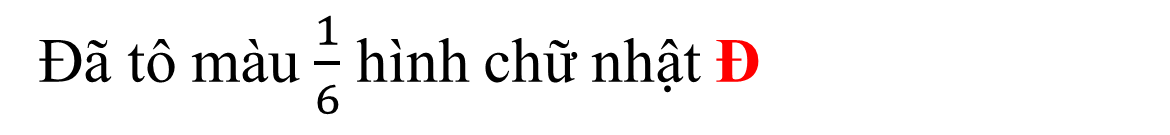 Đã tô màu 1/6 hình chữ nhật Đ